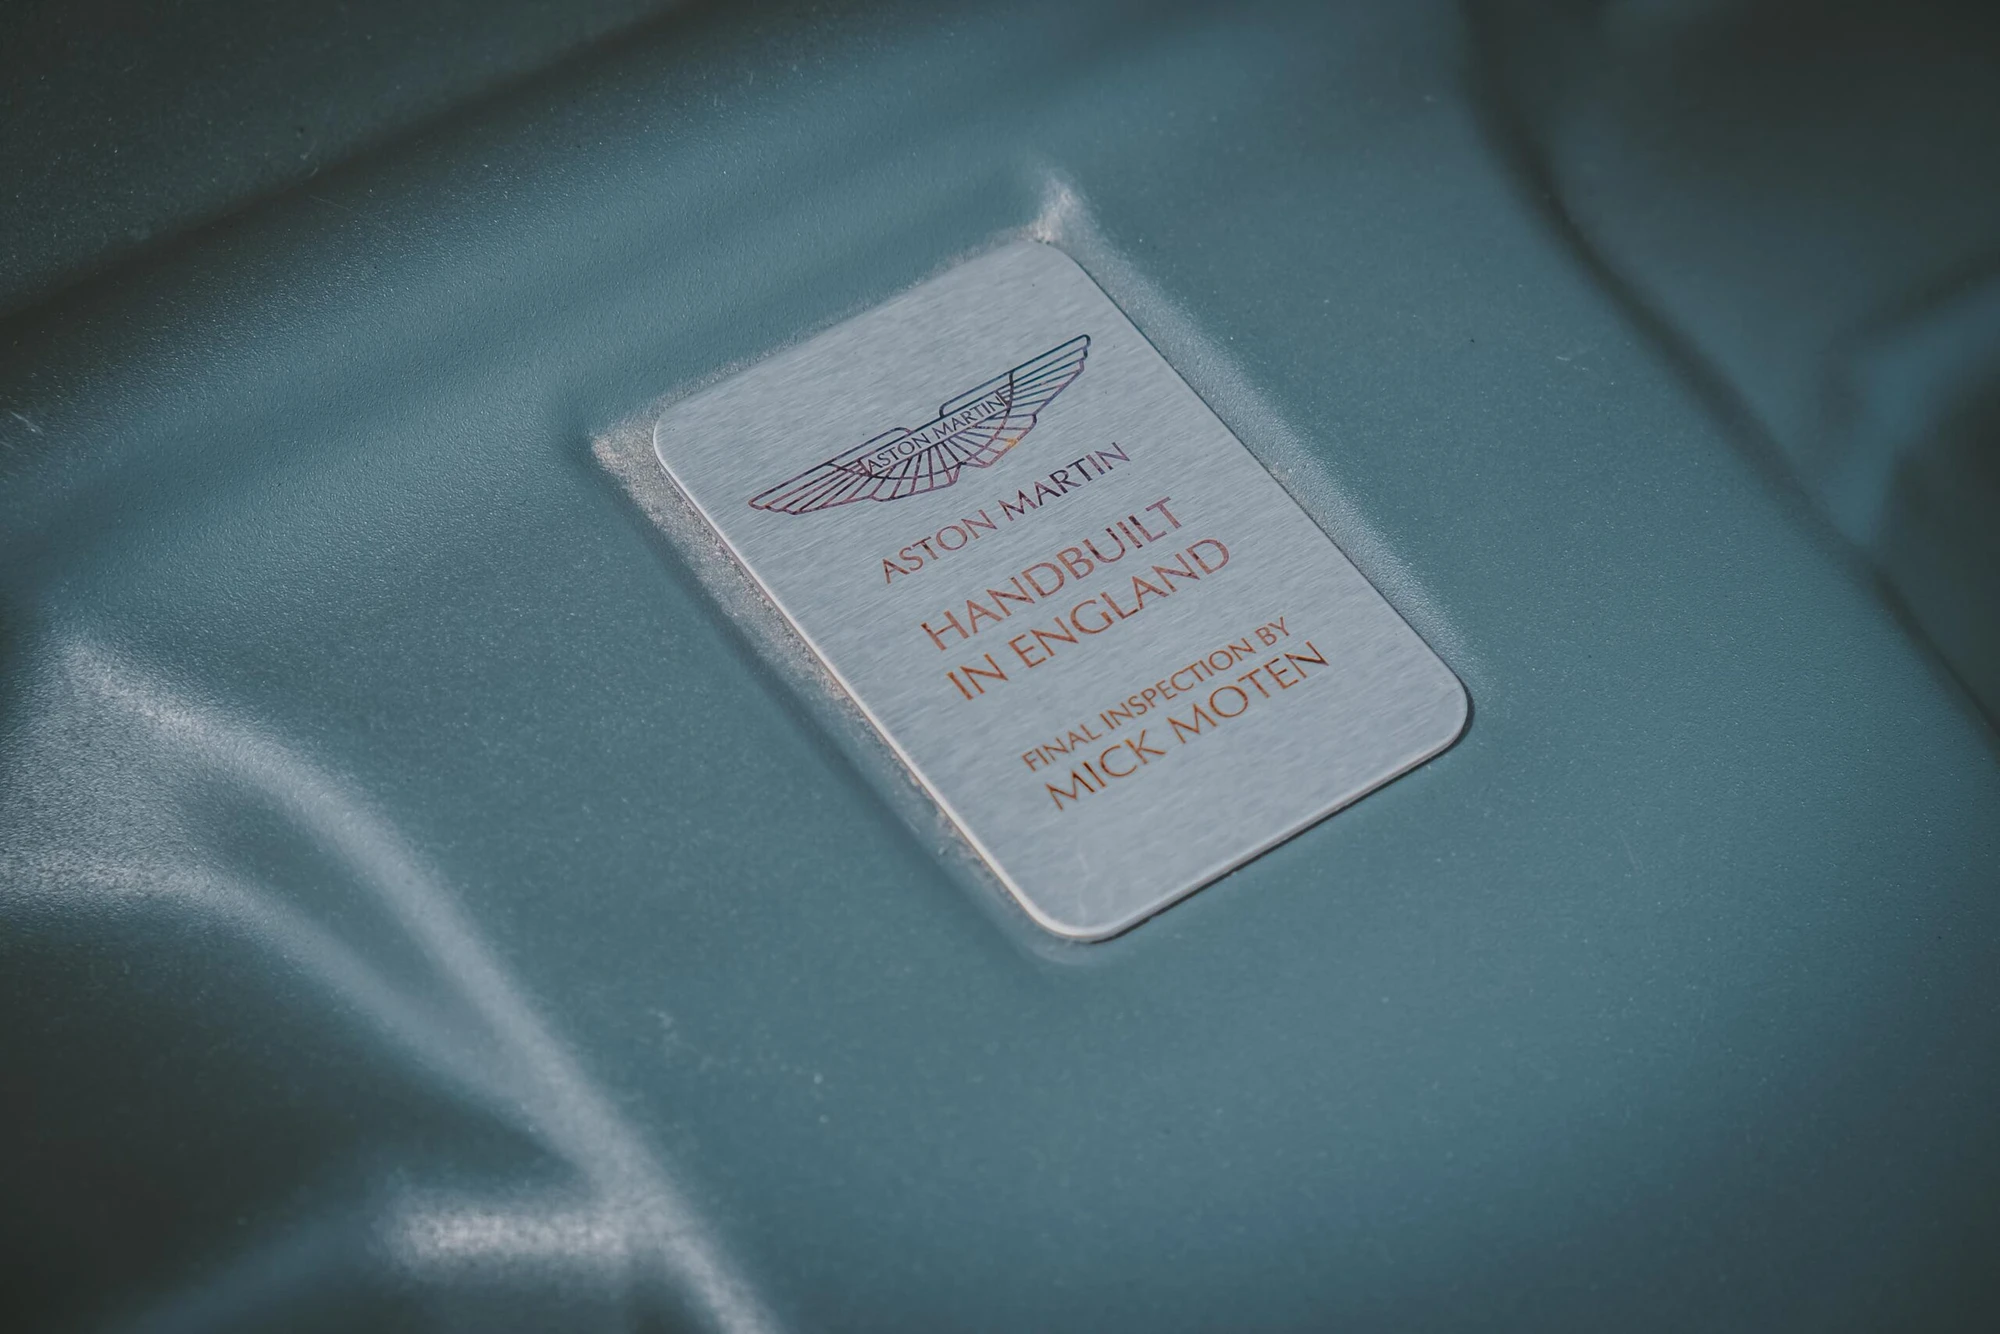 ASTON MARTIN
ASTON MARTIN
HANDBUILT
IN ENGLAND
FINAL INSPECTION BY
MICK MOTEN